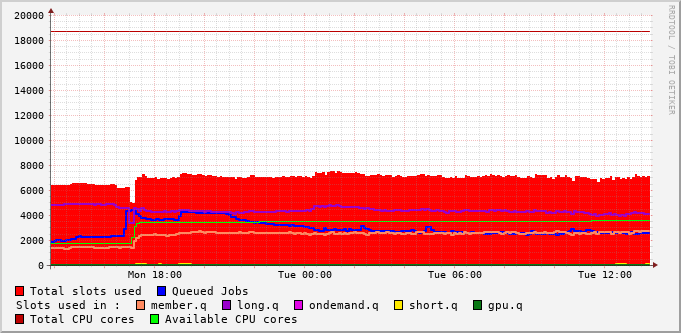 20000
18000
16000
14000
12000
10000
8000
6000
4000
2000
0
Mon 18:00 Tue 00:00 Tue 06:00 Tue 12:00
Total slots used Queued Jobs
Slots used in : member.q long.q ondemand.q short.q gpu.q
Total CPU cores Available CPU cores
RRDTOOL / TOBI OETIKER